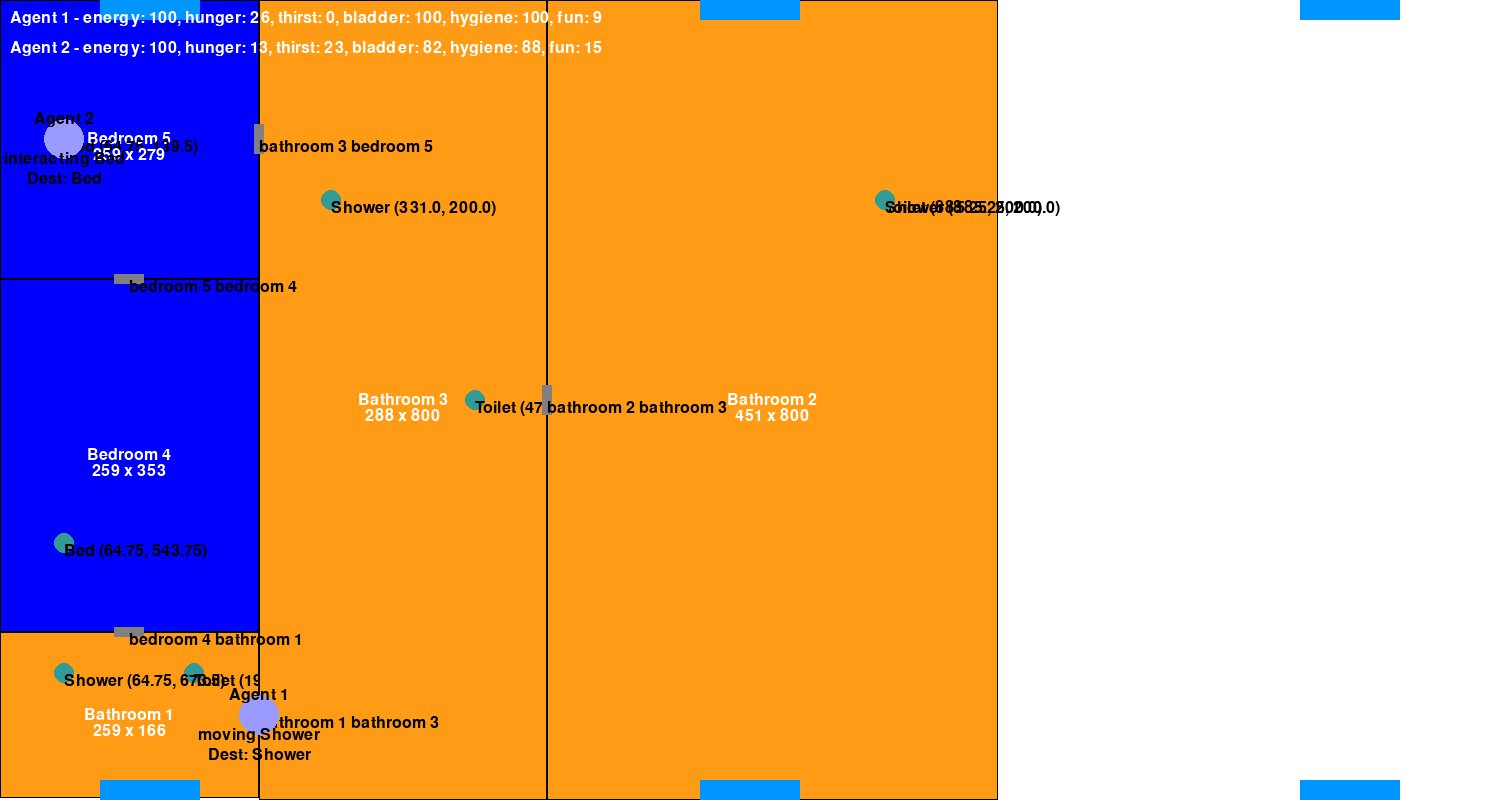 Agent 1 - energy: 100, hunger: 26, thirst: 0, bladder: 100, hygiene: 100, fun: 9
Agent 2 - energy: 100, hunger: 13, thirst: 23, bladder: 82, hygiene: 88, fun: 15
Agent 2
Bedroom 5
259 x 279
interacting Bed
Dest: Bed
bathroom 3 bedroom 5
Shower (331.0, 200.0)
bedroom 5 bedroom 4
Bathroom 3
288 x 800
Toilet (47
bathroom 2 bathroom 3
Bathroom 2
451 x 800
Bedroom 4
259 x 353
Bed (64.75, 543.75)
bedroom 4 bathroom 1
Shower (64.75, 673.5)
Toilet (19
Agent 1
Bathroom 1
259 x 166
bathroom 1 bathroom 3
moving Shower
Dest: Shower